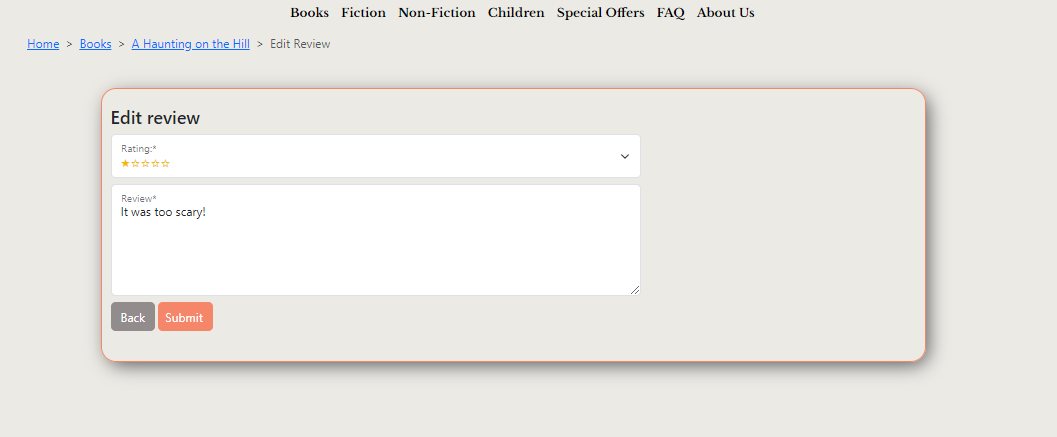 Books Fiction Non-Fiction Children Special Offers FAQ About Us
Home > Books > A Haunting on the Hill > Edit Review
Edit review
Rating:*
★☆☆☆☆
Review*
It was too scary!
Back Submit